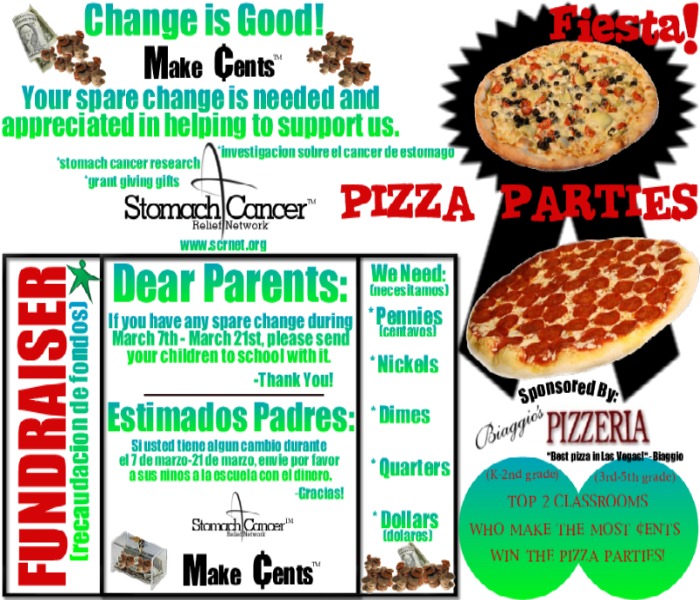 Change is Good!
Make ¢ents™
Your spare change is needed and
appreciated in helping to support us.
*stomach cancer research
*investigacion sobre el cancer de estomago
*grant giving gifts
Stomach Cancer™
Relief Network
www.scrnet.org
Fiesta!
PIZZA PARTIES
Sponsored By:
Biaggio's PIZZERIA
"Best pizza in Las Vegas!"- Biaggio
(K-2nd grade) (3rd-5th grade)
TOP 2 CLASSROOMS
WHO MAKE THE MOST ¢ENTS
WIN THE PIZZA PARTIES!
FUNDRAISER
(recaudacion de fondos)
Dear Parents:
If you have any spare change during
March 7th - March 21st, please send
your children to school with it.
-Thank You!
Estimados Padres:
Si usted tiene algun cambio durante
el 7 de marzo-21 de marzo, envie por favor
a sus ninos a la escuela con el dinero.
-Gracias!
Stomach Cancer™
Relief Network
Make ¢ents™
We Need:
(necesitamos)
* Pennies
(centavos)
* Nickels
* Dimes
* Quarters
* Dollars
(dolares)